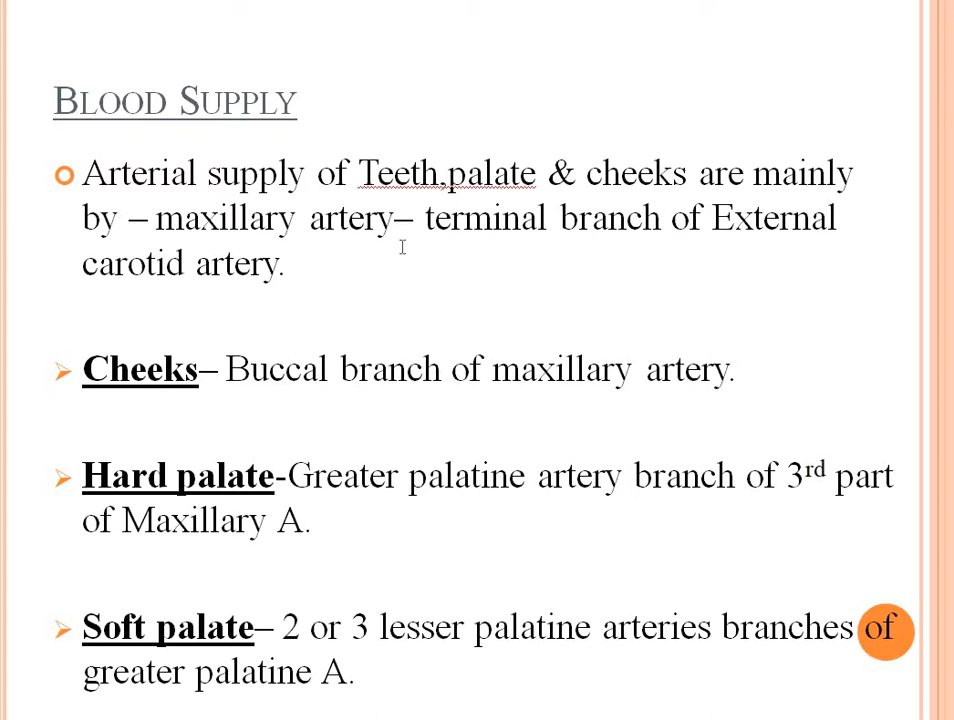 BLOOD SUPPLY
Arterial supply of Teeth,palate & cheeks are mainly
by – maxillary artery– terminal branch of External
carotid artery.
Cheeks– Buccal branch of maxillary artery.
Hard palate-Greater palatine artery branch of 3rd part
of Maxillary A.
Soft palate– 2 or 3 lesser palatine arteries branches of
greater palatine A.